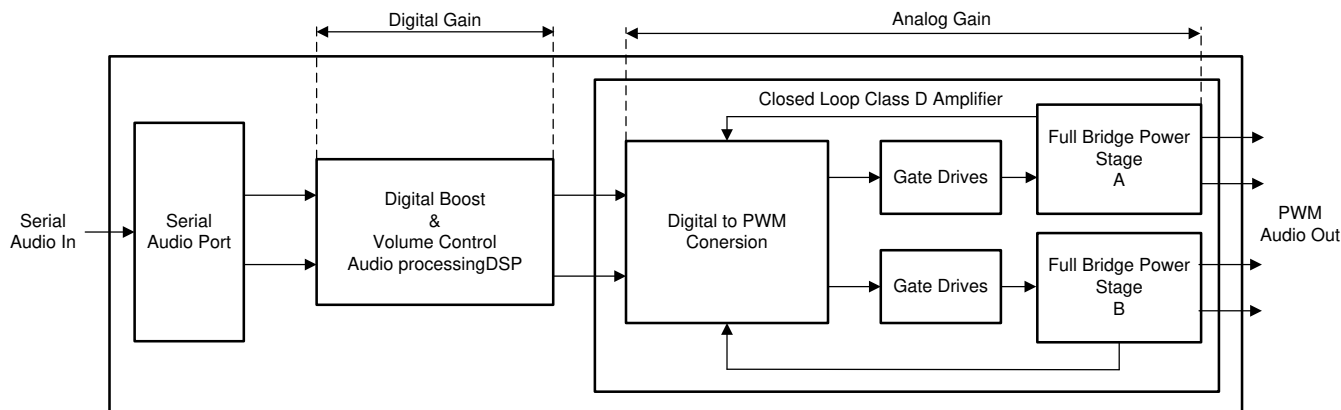 Digital Gain
Analog Gain
Closed Loop Class D Amplifier
Serial
Audio In
Serial
Audio Port
Digital Boost
&
Volume Control
Audio processingDSP
Digital to PWM
Conersion
Gate Drives
Full Bridge Power
Stage
A
Gate Drives
Full Bridge Power
Stage
B
PWM
Audio Out